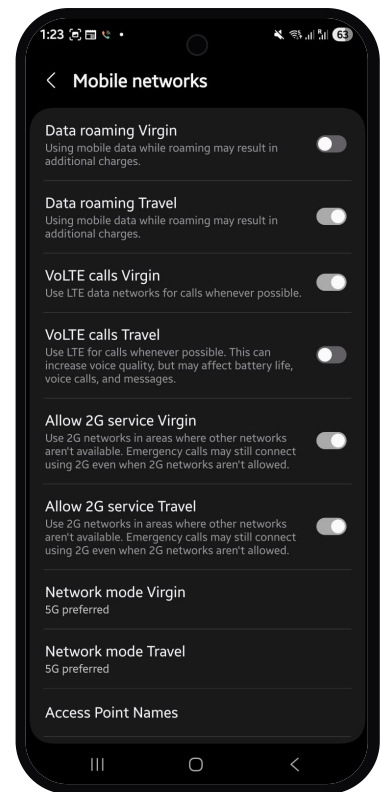 1:23
R
63
Mobile networks
Data roaming Virgin
Using mobile data while roaming may result in
additional charges.
Data roaming Travel
Using mobile data while roaming may result in
additional charges.
VoLTE calls Virgin
Use LTE data networks for calls whenever possible.
VoLTE calls Travel
Use LTE for calls whenever possible. This can
increase voice quality, but may affect battery life,
voice calls, and messages.
Allow 2G service Virgin
Use 2G networks in areas where other networks
aren't available. Emergency calls may still connect
using 2G even when 2G networks aren't allowed.
Allow 2G service Travel
Use 2G networks in areas where other networks
aren't available. Emergency calls may still connect
using 2G even when 2G networks aren't allowed.
Network mode Virgin
5G preferred
Network mode Travel
5G preferred
Access Point Names